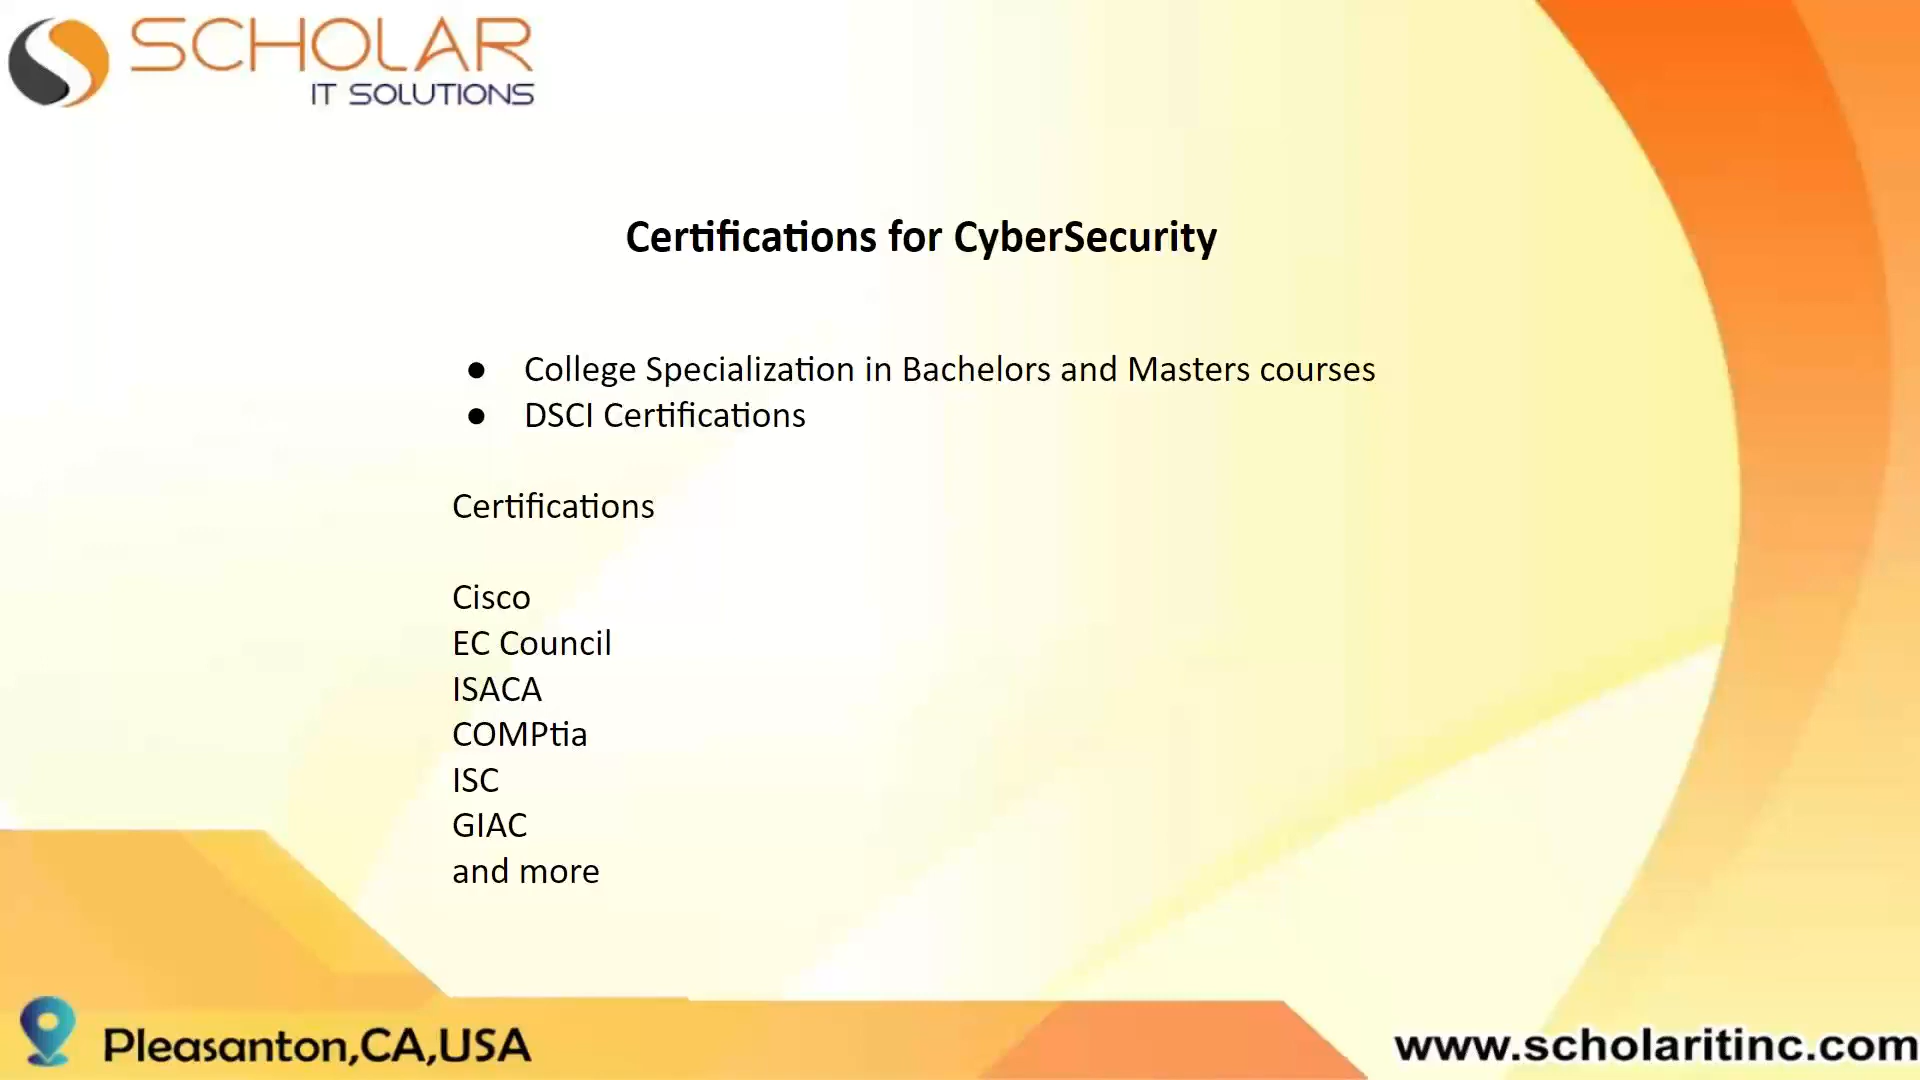 SCHOLAR
IT SOLUTIONS
Certifications for CyberSecurity
● College Specialization in Bachelors and Masters courses
● DSCI Certifications
Certifications
Cisco
EC Council
ISACA
COMPtia
ISC
GIAC
and more
Pleasanton,CA,USA
www.scholaritinc.com